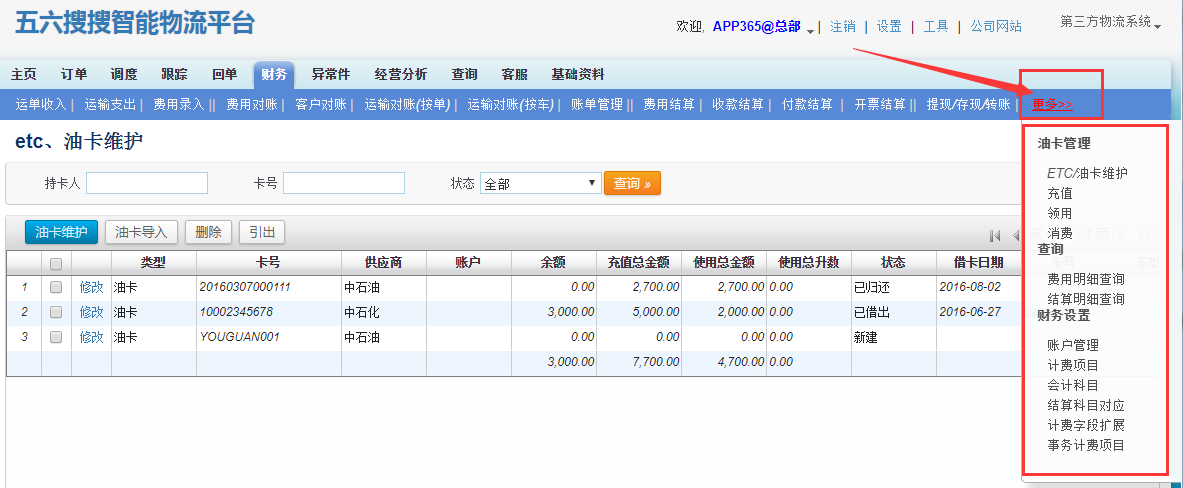 五六搜搜智能物流平台
欢迎, APP365@总部 | 注销 | 设置 | 工具 | 公司网站
第三方物流系统
主页 订单 调度 跟踪 回单 财务 异常件 经营分析 查询 客服 基础资料
运单收入 | 运输支出 | 费用录入 || 费用对账 | 客户对账 | 运输对账(按单) | 运输对账(按车) | 账单管理 || 费用结算 | 收款结算 | 付款结算 | 开票结算 || 提现/存现/转账 | 更多>>
etc、油卡维护
持卡人 卡号 状态 全部 查询 »
油卡维护 油卡导入 删除 引出
类型 卡号 供应商 账户 余额 充值总金额 使用总金额 使用总升数 状态 借卡日期
1 修改 油卡 20160307000111 中石油 0.00 2,700.00 2,700.00 0.00 已归还 2016-08-02
2 修改 油卡 10002345678 中石化 3,000.00 5,000.00 2,000.00 0.00 已借出 2016-06-27
3 修改 油卡 YOUGUAN001 中石油 0.00 0.00 0.00 0.00 新建
3,000.00 7,700.00 4,700.00 0.00
油卡管理
ETC/油卡维护
充值
领用
消费
查询
费用明细查询
结算明细查询
财务设置
账户管理
计费项目
会计科目
结算科目对应
计费字段扩展
事务计费项目